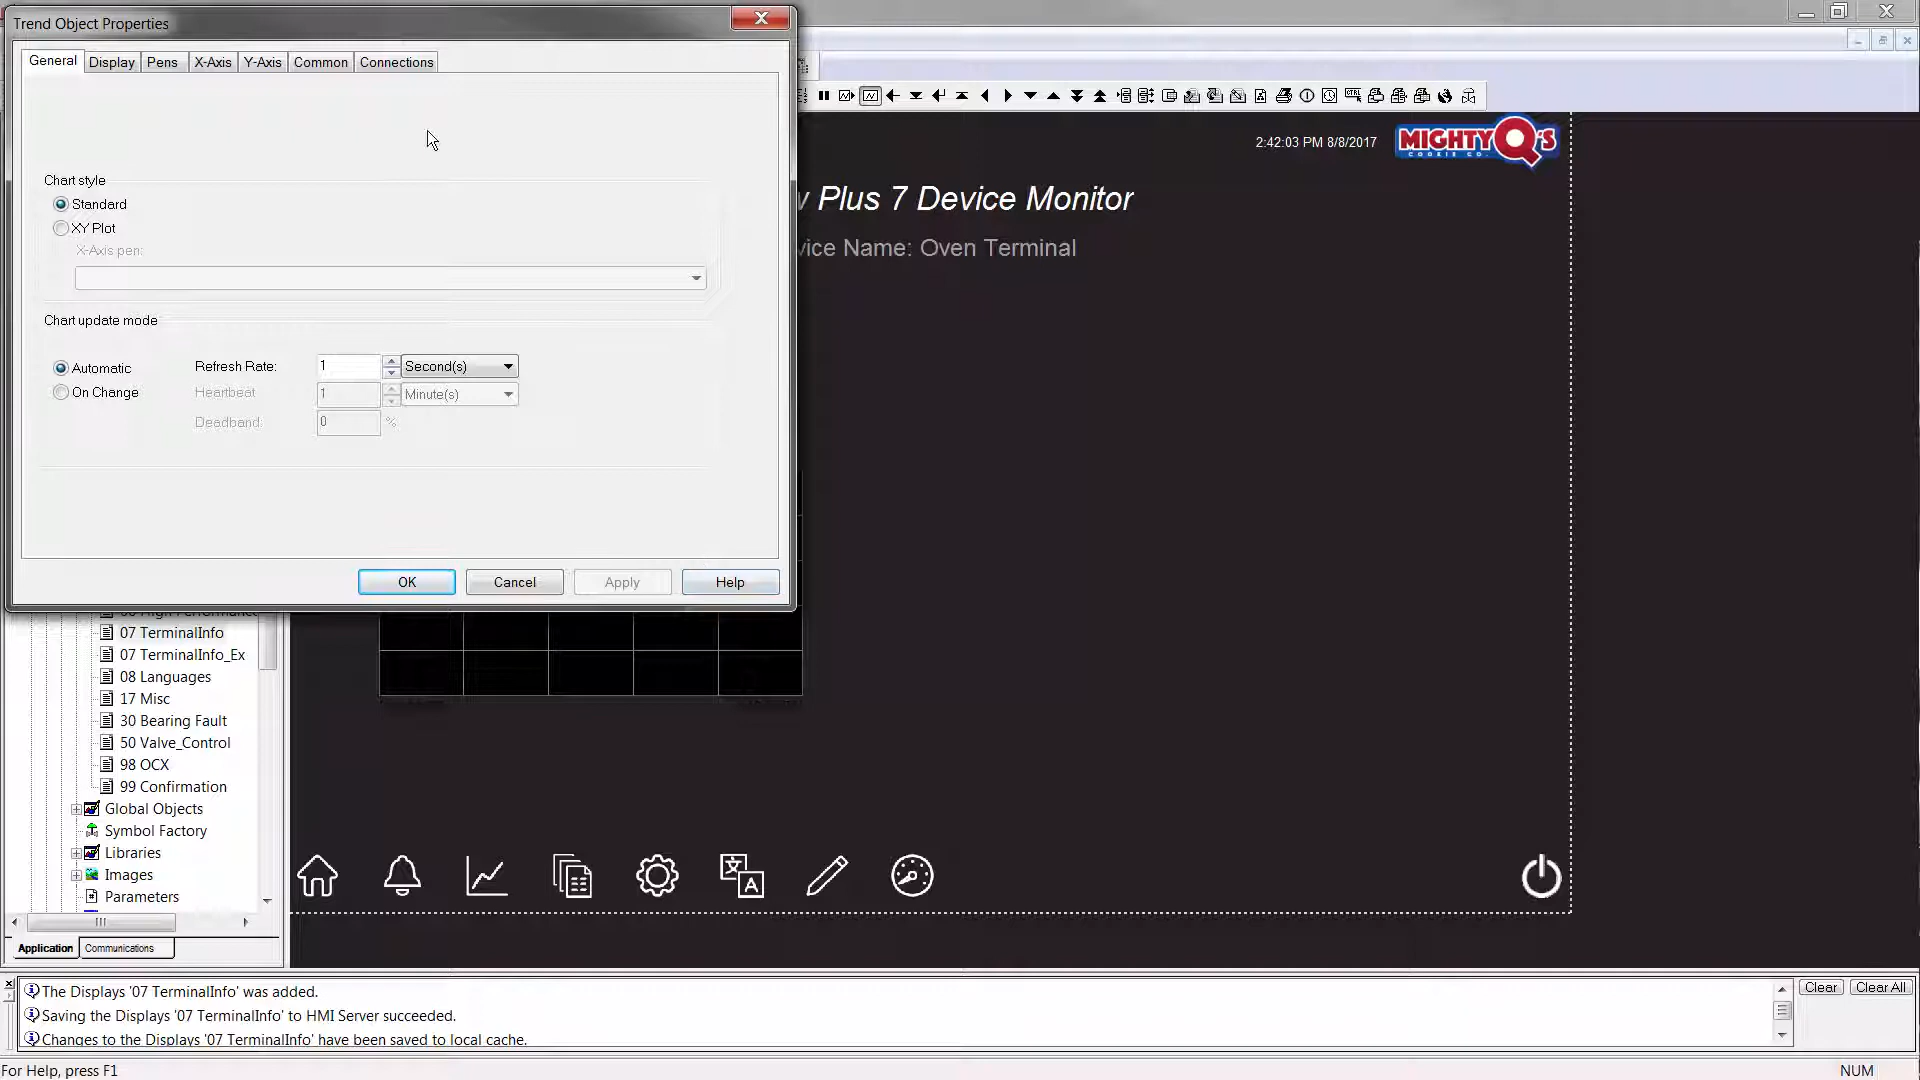 Trend Object Properties
General
Display
Pens
X-Axis
Y-Axis
Common
Connections
Chart style
Standard
XY Plot
X-Axis pen:
Chart update mode
Automatic
Refresh Rate:
1
Second(s)
On Change
Heartbeat
1
Minute(s)
Deadband:
0
%
OK
Cancel
Apply
Help
2:42:03 PM 8/8/2017
MIGHTY Q'S
COOKIE CO.
Plus 7 Device Monitor
vice Name: Oven Terminal
07 TerminalInfo
07 TerminalInfo_Ex
08 Languages
17 Misc
30 Bearing Fault
50 Valve_Control
98 OCX
99 Confirmation
Global Objects
Symbol Factory
Libraries
Images
Parameters
Application
Communications
The Displays '07 TerminalInfo' was added.
Saving the Displays '07 TerminalInfo' to HMI Server succeeded.
Changes to the Displays '07 TerminalInfo' have been saved to local cache.
Clear
Clear All
For Help, press F1
NUM